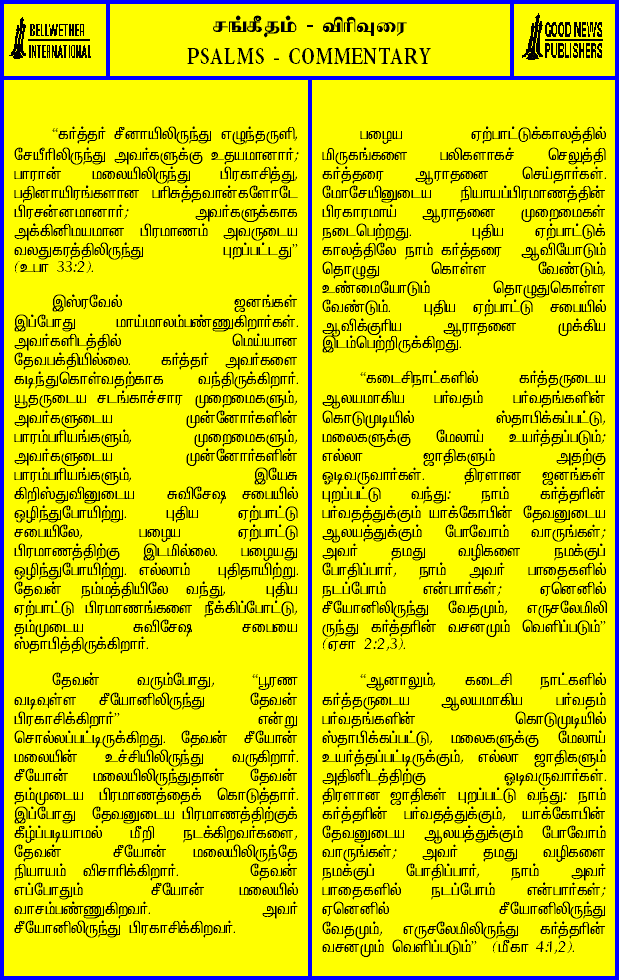 BELLWETHER
INTERNATIONAL
சங்கீதம் - விரிவுரை
PSALMS - COMMENTARY
GOOD NEWS
PUBLISHERS
“கர்த்தர் சீனாயிலிருந்து எழுந்தருளி,
சேயீரிலிருந்து அவர்களுக்கு உதயமானார்;
பாரான் மலையிலிருந்து பிரகாசித்து,
பதினாயிரங்களான பரிசுத்தவான்களோடே
பிரசன்னமானார்; அவர்களுக்காக
அக்கினிமயமான பிரமாணம் அவருடைய
வலதுகரத்திலிருந்து புறப்பட்டது”
(உபா 33:2).
இஸ்ரவேல் ஜனங்கள்
இப்போது மாய்மாலம்பண்ணுகிறார்கள்.
அவர்களிடத்தில் மெய்யான
தேவபக்தியில்லை. கர்த்தர் அவர்களை
கடிந்துகொள்வதற்காக வந்திருக்கிறார்.
யூதருடைய சடங்காச்சார முறைமைகளும்,
அவர்களுடைய முன்னோர்களின்
பாரம்பரியங்களும், முறைமைகளும்,
அவர்களுடைய முன்னோர்களின்
பாரம்பரியங்களும், இயேசு
கிறிஸ்துவினுடைய சுவிசேஷ சபையில்
ஒழிந்துபோயிற்று. புதிய ஏற்பாட்டு
சபையிலே, பழைய ஏற்பாட்டு
பிரமாணத்திற்கு இடமில்லை. பழையது
ஒழிந்துபோயிற்று. எல்லாம் புதிதாயிற்று.
தேவன் நம்மத்தியிலே வந்து, புதிய
ஏற்பாட்டு பிரமாணங்களை நீக்கிப்போட்டு,
தம்முடைய சுவிசேஷ சபையை
ஸ்தாபித்திருக்கிறார்.
தேவன் வரும்போது, “பூரண
வடிவுள்ள சீயோனிலிருந்து தேவன்
பிரகாசிக்கிறார்” என்று
சொல்லப்பட்டிருக்கிறது. தேவன் சீயோன்
மலையின் உச்சியிலிருந்து வருகிறார்.
சீயோன் மலையிலிருந்துதான் தேவன்
தம்முடைய பிரமாணத்தைக் கொடுத்தார்.
இப்போது தேவனுடைய பிரமாணத்திற்குக்
கீழ்ப்படியாமல் மீறி நடக்கிறவர்களை,
தேவன் சீயோன் மலையிலிருந்தே
நியாயம் விசாரிக்கிறார். தேவன்
எப்போதும் சீயோன் மலையில்
வாசம்பண்ணுகிறவர். அவர்
சீயோனிலிருந்து பிரகாசிக்கிறவர்.
பழைய ஏற்பாட்டுக்காலத்தில்
மிருகங்களை பலிகளாகச் செலுத்தி
கர்த்தரை ஆராதனை செய்தார்கள்.
மோசேயினுடைய நியாயப்பிரமாணத்தின்
பிரகாரமாய் ஆராதனை முறைமைகள்
நடைபெற்றது. புதிய ஏற்பாட்டுக்
காலத்திலே நாம் கர்த்தரை ஆவியோடும்
தொழுது கொள்ள வேண்டும்,
உண்மையோடும் தொழுதுகொள்ள
வேண்டும். புதிய ஏற்பாட்டு சபையில்
ஆவிக்குரிய ஆராதனை முக்கிய
இடம்பெற்றிருக்கிறது.
“கடைசிநாட்களில் கர்த்தருடைய
ஆலயமாகிய பர்வதம் பர்வதங்களின்
கொடுமுடியில் ஸ்தாபிக்கப்பட்டு,
மலைகளுக்கு மேலாய் உயர்த்தப்படும்;
எல்லா ஜாதிகளும் அதற்கு
ஓடிவருவார்கள். திரளான ஜனங்கள்
புறப்பட்டு வந்து: நாம் கர்த்தரின்
பர்வதத்துக்கும் யாக்கோபின் தேவனுடைய
ஆலயத்துக்கும் போவோம் வாருங்கள்;
அவர் தமது வழிகளை நமக்குப்
போதிப்பார், நாம் அவர் பாதைகளில்
நடப்போம் என்பார்கள்; ஏனெனில்
சீயோனிலிருந்து வேதமும், எருசலேமிலி
ருந்து கர்த்தரின் வசனமும் வெளிப்படும்”
(ஏசா 2:2,3).
“ஆனாலும், கடைசி நாட்களில்
கர்த்தருடைய ஆலயமாகிய பர்வதம்
பர்வதங்களின் கொடுமுடியில்
ஸ்தாபிக்கப்பட்டு, மலைகளுக்கு மேலாய்
உயர்த்தப்பட்டிருக்கும், எல்லா ஜாதிகளும்
அதினிடத்திற்கு ஓடிவருவார்கள்.
திரளான ஜாதிகள் புறப்பட்டு வந்து: நாம்
கர்த்தரின் பர்வதத்துக்கும், யாக்கோபின்
தேவனுடைய ஆலயத்துக்கும் போவோம்
வாருங்கள்; அவர் தமது வழிகளை
நமக்குப் போதிப்பார், நாம் அவர்
பாதைகளில் நடப்போம் என்பார்கள்;
ஏனெனில் சீயோனிலிருந்து
வேதமும், எருசலேமிலிருந்து கர்த்தரின்
வசனமும் வெளிப்படும்” (மீகா 4:1,2).